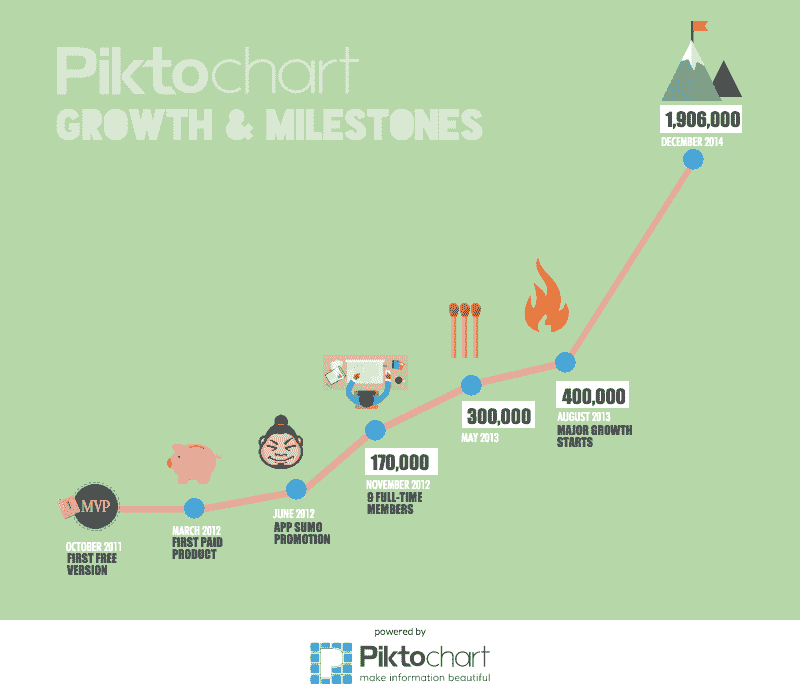 Piktochart
GROWTH & MILESTONES
1,906,000
DECEMBER 2014
400,000
AUGUST 2013
MAJOR GROWTH
STARTS
300,000
MAY 2013
170,000
NOVEMBER 2012
9 FULL-TIME
MEMBERS
JUNE 2012
APP SUMO
PROMOTION
MARCH 2012
FIRST PAID
PRODUCT
MVP
OCTOBER 2011
FIRST FREE
VERSION
powered by
Piktochart
make information beautiful